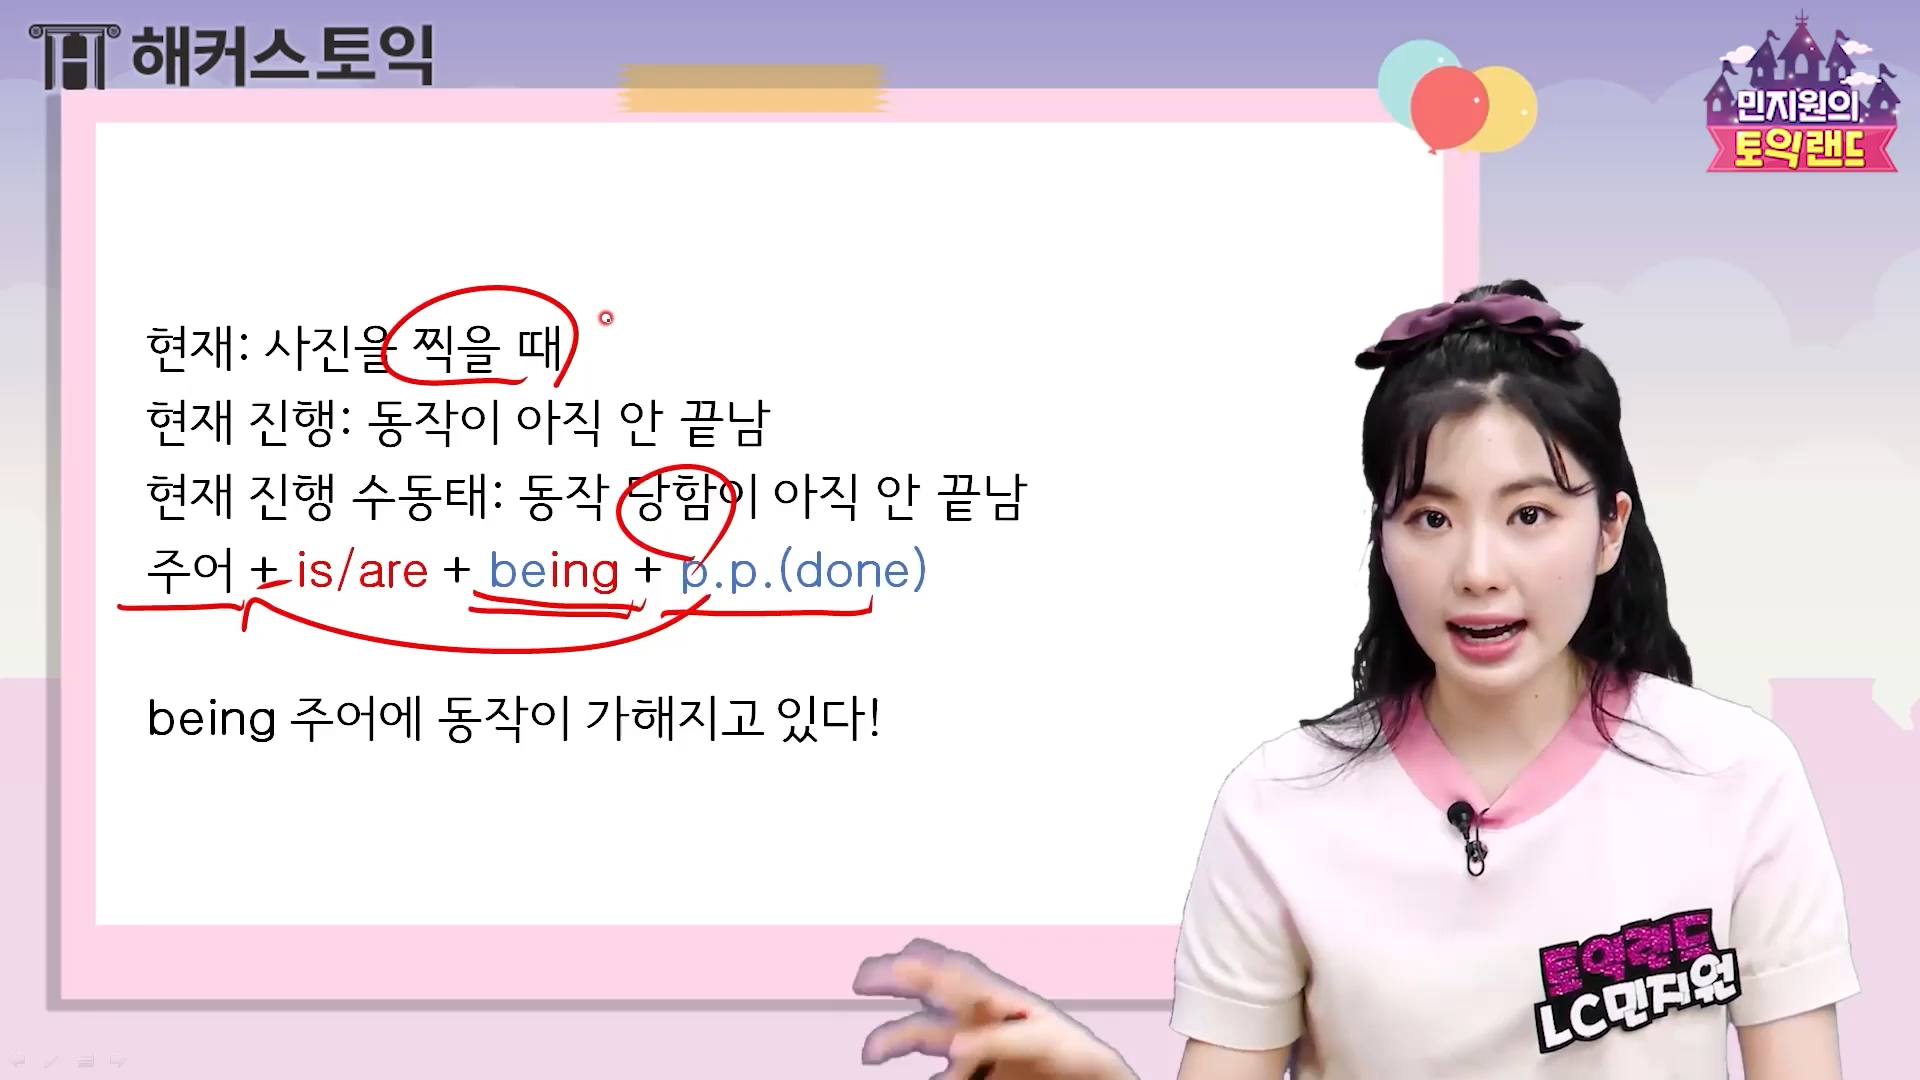 해커스토익
민지원의
토익랜드
현재: 사진을 찍을 때
현재 진행: 동작이 아직 안 끝남
현재 진행 수동태: 동작 당함이 아직 안 끝남
주어 + is/are + being + p.p.(done)
being 주어에 동작이 가해지고 있다!
토익랜드
LC민지원